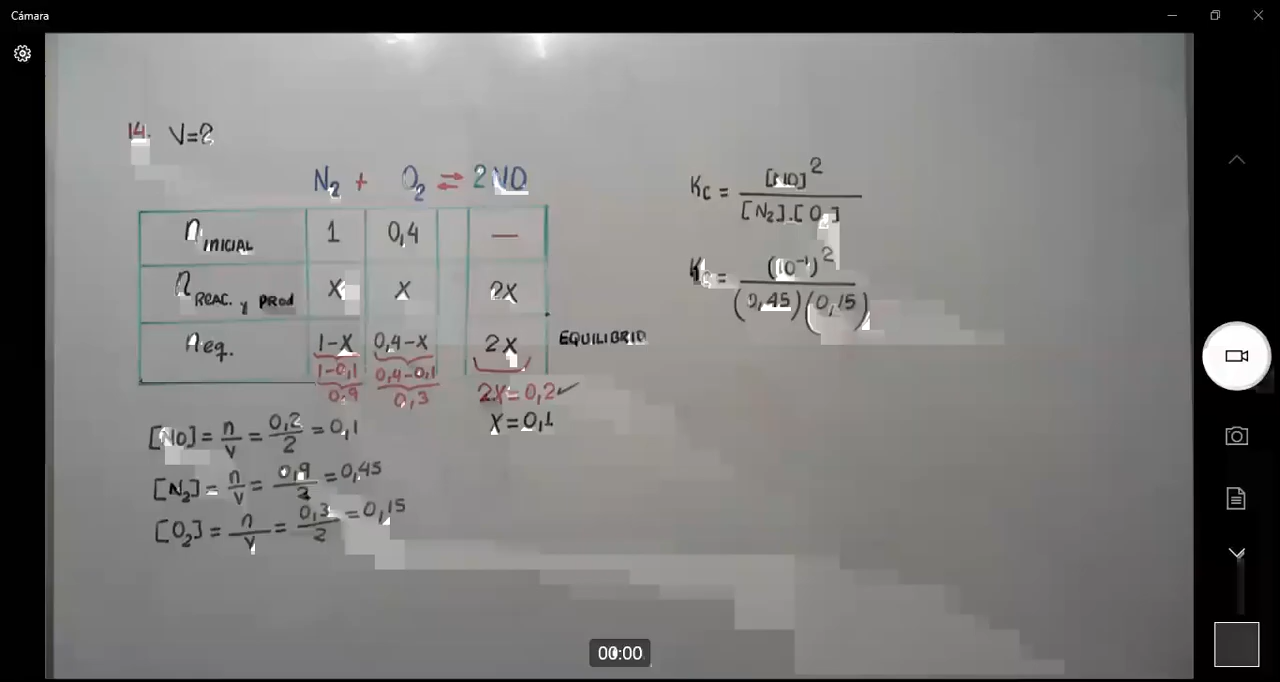 Cámara
14. V=2
N₂ + O₂ ⇌ 2NO
n INICIAL 1 0,4 —
n REAC. y PROD X X 2X
n eq. 1-X 0,4-X 2X EQUILIBRIO
1-0,1 0,4-0,1 2X=0,2✓
0,9 0,3 X=0,1
[NO]=n/V=0,2/2=0,1
[N₂]=n/V=0,9/2=0,45
[O₂]=n/V=0,3/2=0,15
Kc=[NO]²/[N₂].[O₂]
Kc=(10⁻¹)²/(0,45)(0,15)
00:00